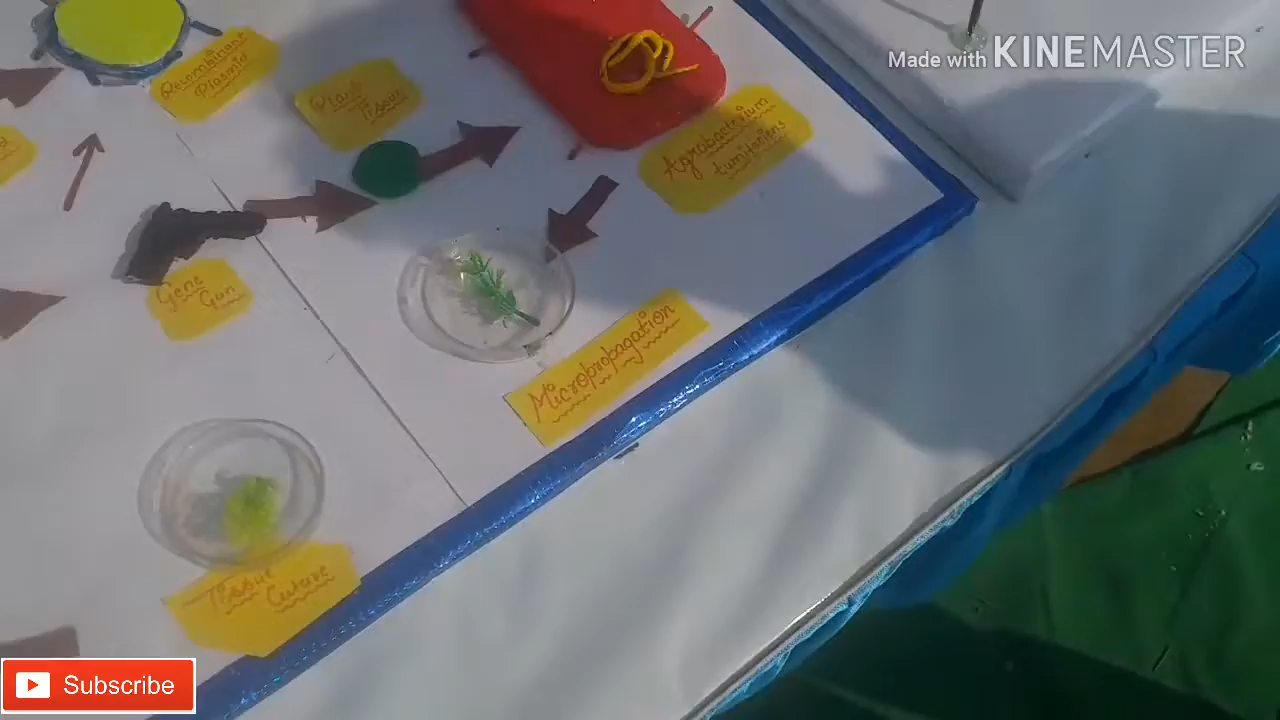 Made with KINEMASTER
Recombinant
Plasmid
Plant
Tissue
Agrobacterium
tumifaciens
Gene
Gun
Micropropagation
Tissue
Culture
Subscribe